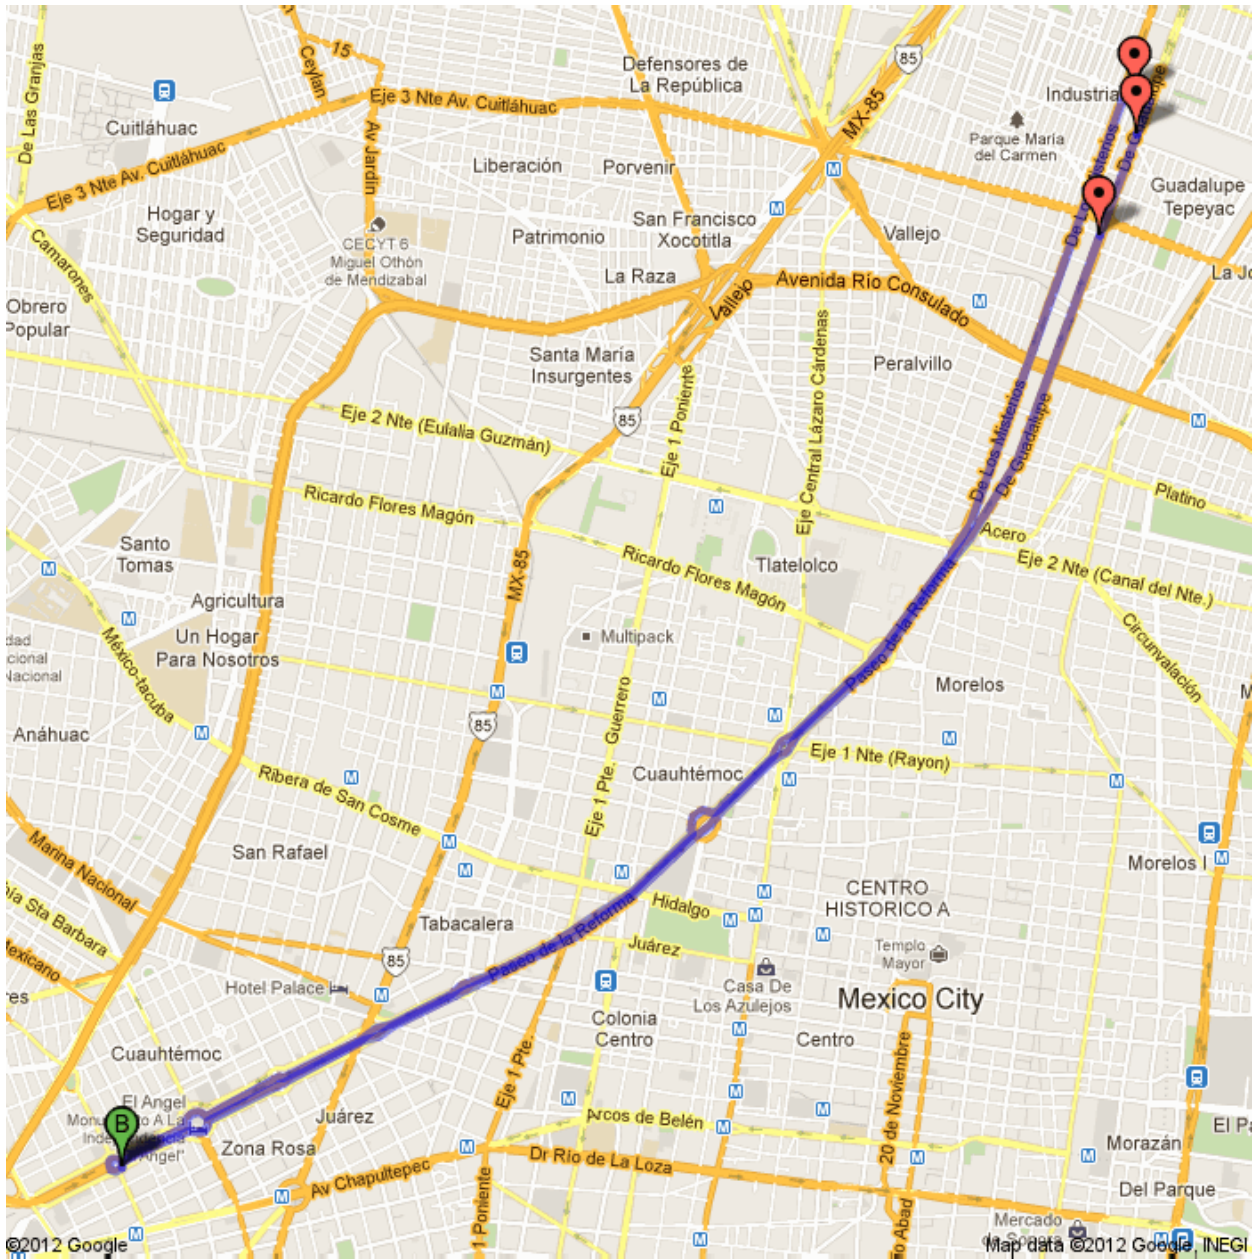 De Las Granjas
15
Ceylan
Cuitláhuac
Eje 3 Nte Av. Cuitláhuac
Eje 3 Nte Av. Cuitláhuac
Av Jardín
Defensores de
La República
85
MX-85
Industrial
Parque María
del Carmen
De Los Misterios
De Guadalupe
Guadalupe
Tepeyac
Liberación
Porvenir
Hogar y
Seguridad
CECYT 6
Miguel Othón
de Mendizabal
Patrimonio
San Francisco
Xocotitla
Vallejo
La Raza
Vallejo
Avenida Río Consulado
Camarones
Obrero
Popular
Santa María
Insurgentes
Peralvillo
Eje 2 Nte (Eulalia Guzmán)
85
Eje 1 Poniente
Eje Central Lázaro Cárdenas
De Los Misterios
De Guadalupe
Ricardo Flores Magón
Platino
Acero
Santo
Tomas
MX-85
Ricardo Flores Magón
Tlatelolco
Eje 2 Nte (Canal del Nte.)
Agricultura
Un Hogar
Para Nosotros
Multipack
Paseo de la Reforma
Circunvalación
Morelos
México-tacuba
Anáhuac
85
Eje 1 Pte. Guerrero
Cuauhtémoc
Eje 1 Nte (Rayon)
Ribera de San Cosme
Marina Nacional
San Rafael
Morelos I
CENTRO
HISTORICO A
Hidalgo
Tabacalera
Paseo de la Reforma
Juárez
Templo
Mayor
85
Hotel Palace
Casa De
Los Azulejos
Mexico City
Colonia
Centro
Centro
Cuauhtémoc
Eje 1 Pte.
20 de Noviembre
El Angel
B
Juárez
Zona Rosa
Arcos de Belén
Morazán
Dr Río de La Loza
Av Chapultepec
1 Poniente
Del Parque
Mercado
©2012 Google
Map data ©2012 Google, INEGI